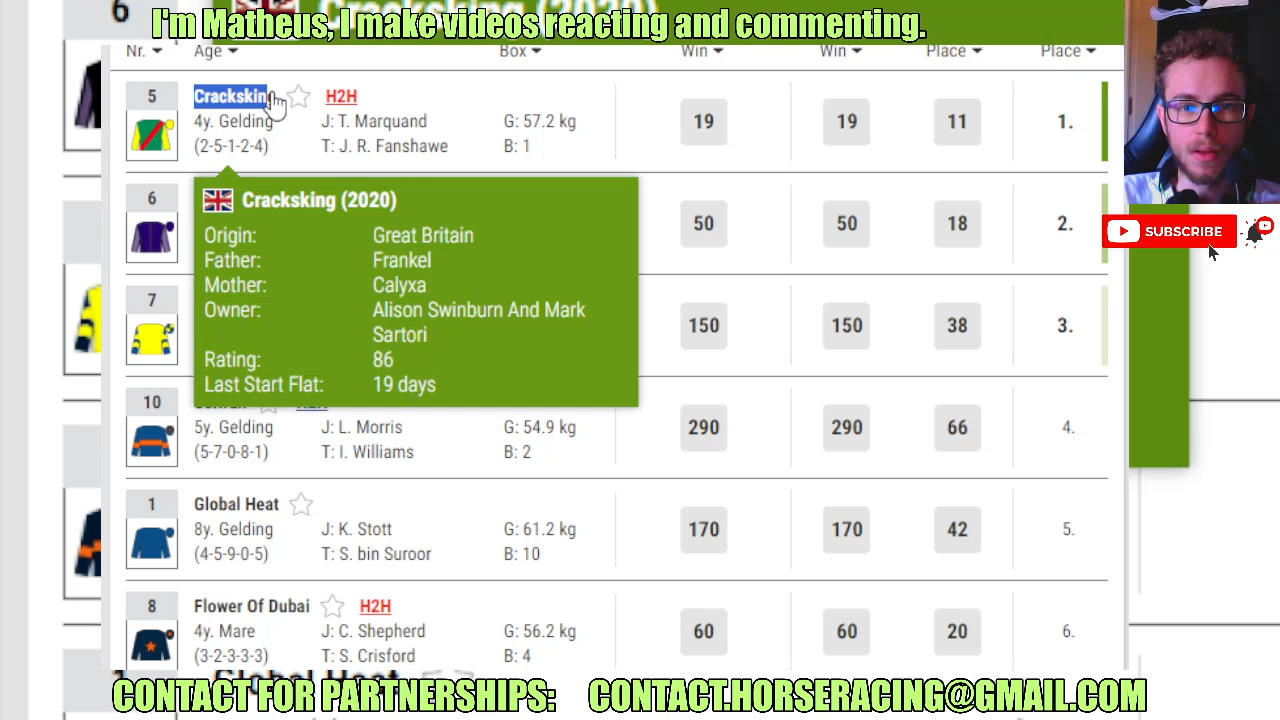 6 Cracksking (2020)
I'm Matheus, I make videos reacting and commenting.
Nr. Age Box Win Win Place Place
5 Cracksking H2H
4y. Gelding J: T. Marquand G: 57.2 kg 19 19 11 1.
(2-5-1-2-4) T: J. R. Fanshawe B: 1
6 Cracksking (2020)
Origin: Great Britain 50 50 18 2.
Father: Frankel
Mother: Calyxa
7 Owner: Alison Swinburn And Mark
Sartori 150 150 38 3.
Rating: 86
Last Start Flat: 19 days
SUBSCRIBE
10 H2H
5y. Gelding J: L. Morris G: 54.9 kg 290 290 66 4.
(5-7-0-8-1) T: I. Williams B: 2
1 Global Heat
8y. Gelding J: K. Stott G: 61.2 kg 170 170 42 5.
(4-5-9-0-5) T: S. bin Suroor B: 10
8 Flower Of Dubai H2H
4y. Mare J: C. Shepherd G: 56.2 kg 60 60 20 6.
(3-2-3-3-3) T: S. Crisford B: 4
Global Heat
CONTACT FOR PARTNERSHIPS: CONTACT.HORSERACING@GMAIL.COM